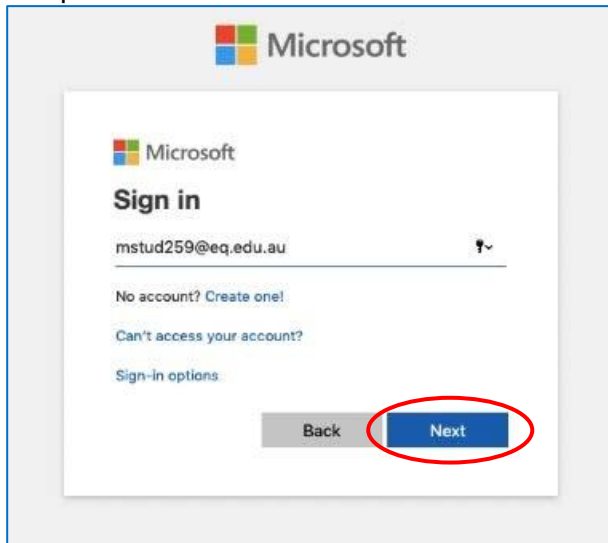 Microsoft
Microsoft
Sign in
mstud259@eq.edu.au
No account? Create one!
Can't access your account?
Sign-in options
Back Next